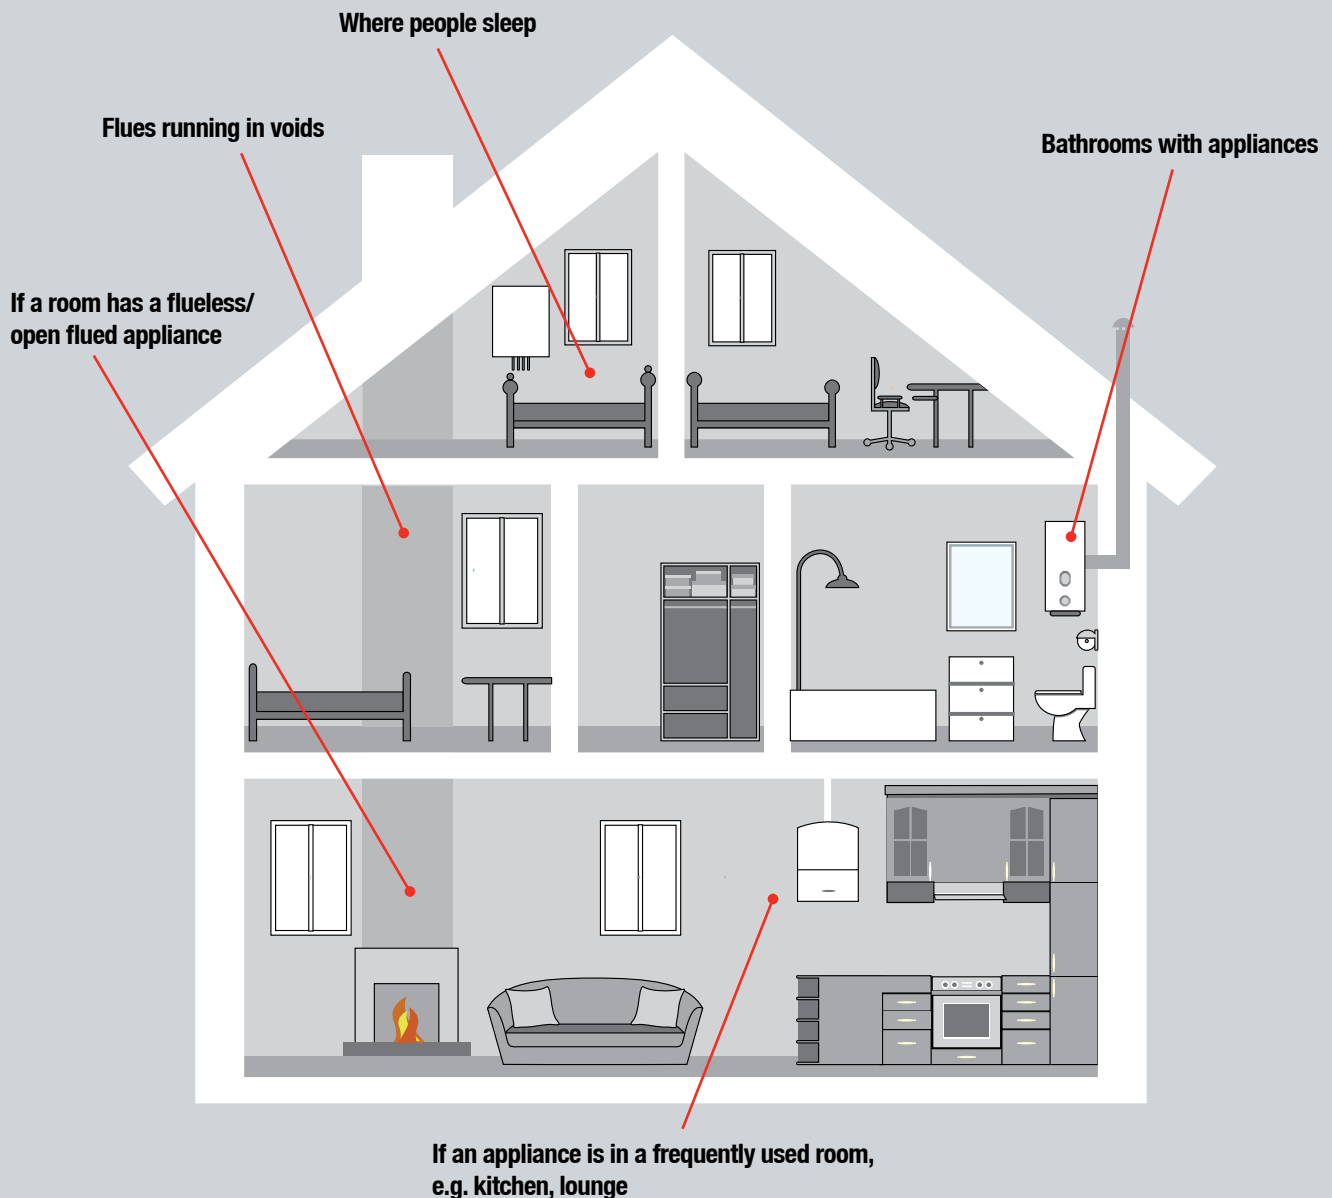 Where people sleep
Flues running in voids
Bathrooms with appliances
If a room has a flueless/
open flued appliance
If an appliance is in a frequently used room,
e.g. kitchen, lounge